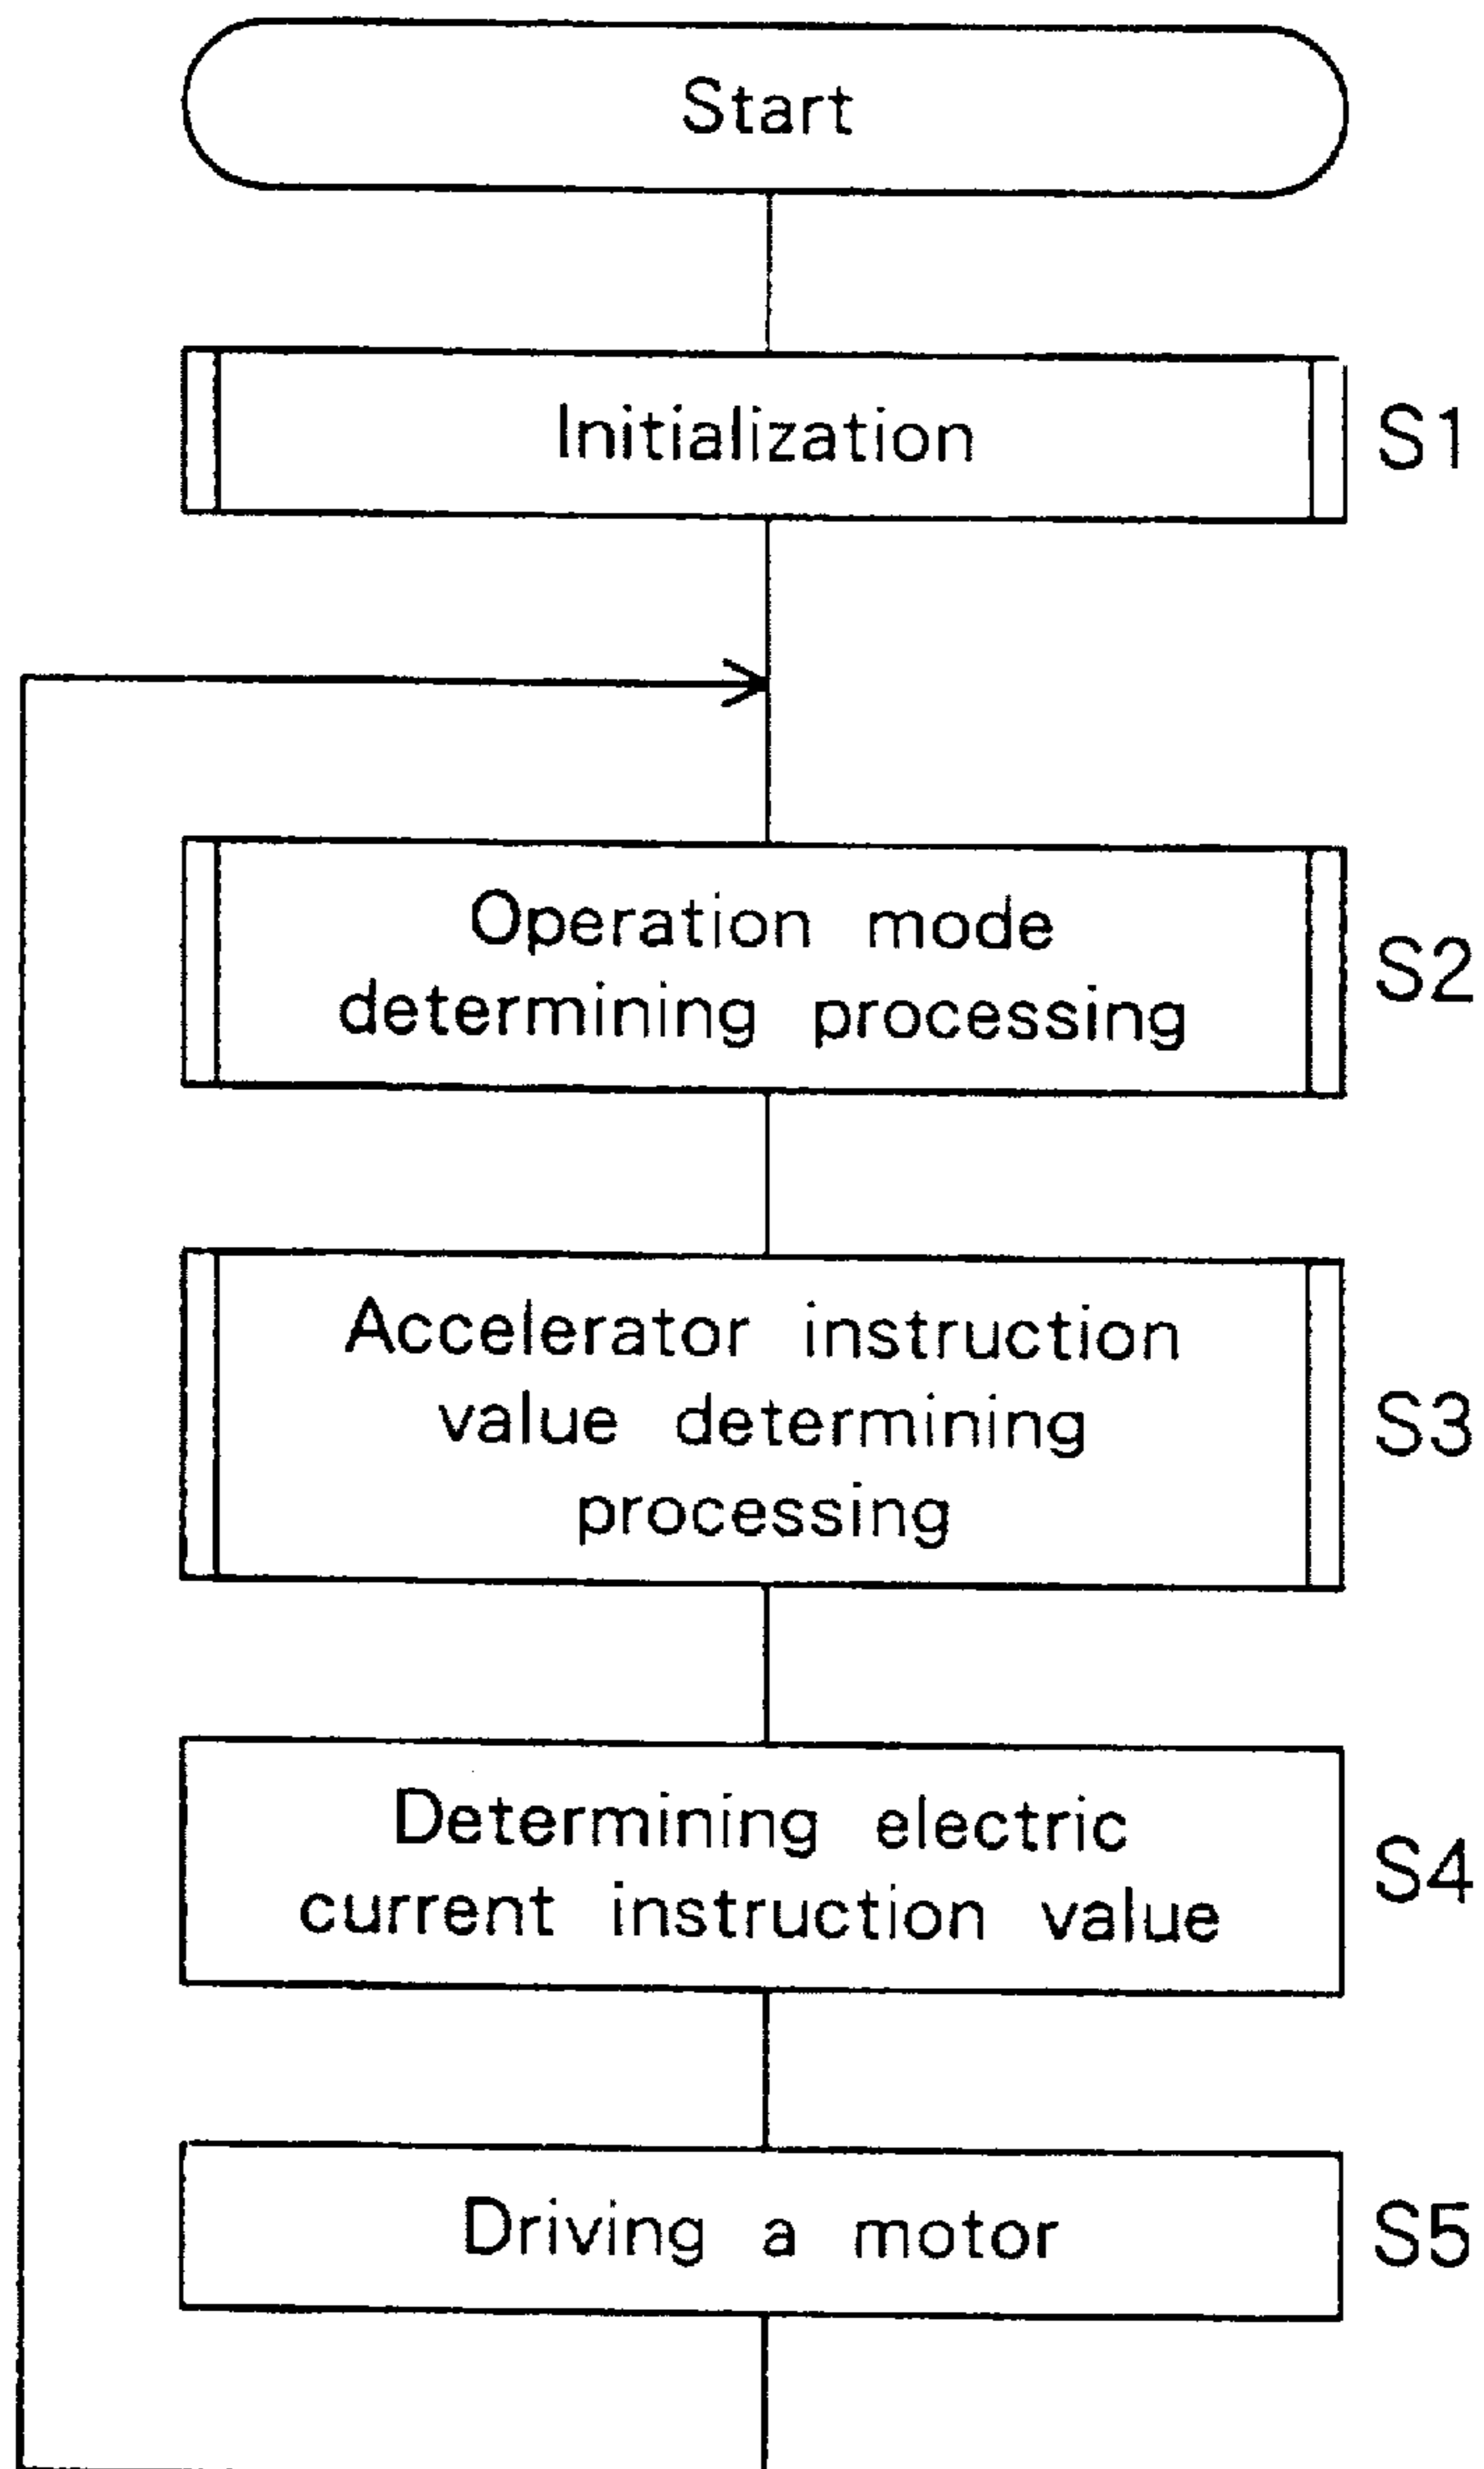 Start
Initialization
S1
Operation mode
determining processing
S2
Accelerator instruction
value determining
processing
S3
Determining electric
current instruction value
S4
Driving a motor
S5